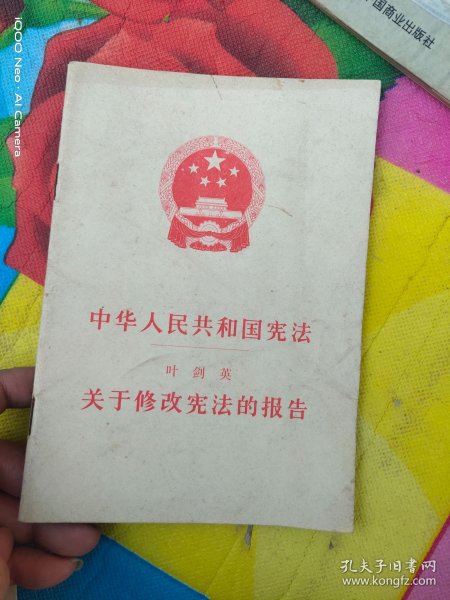 iQOO Neo · AI Camera
国商业出版社
中华人民共和国宪法
叶剑英
关于修改宪法的报告
孔夫子旧书网
www.kongfz.com